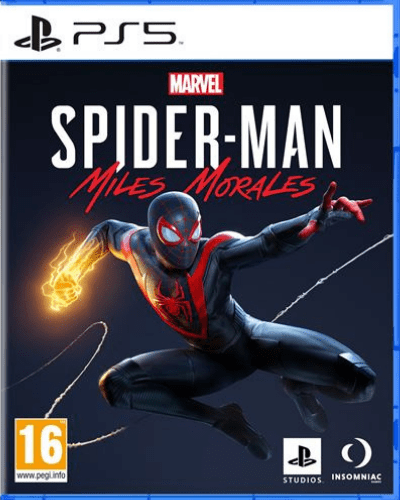 PS5
MARVEL
SPIDER-MAN
MILES MORALES
16
www.pegi.info
STUDIOS
INSOMNIAC